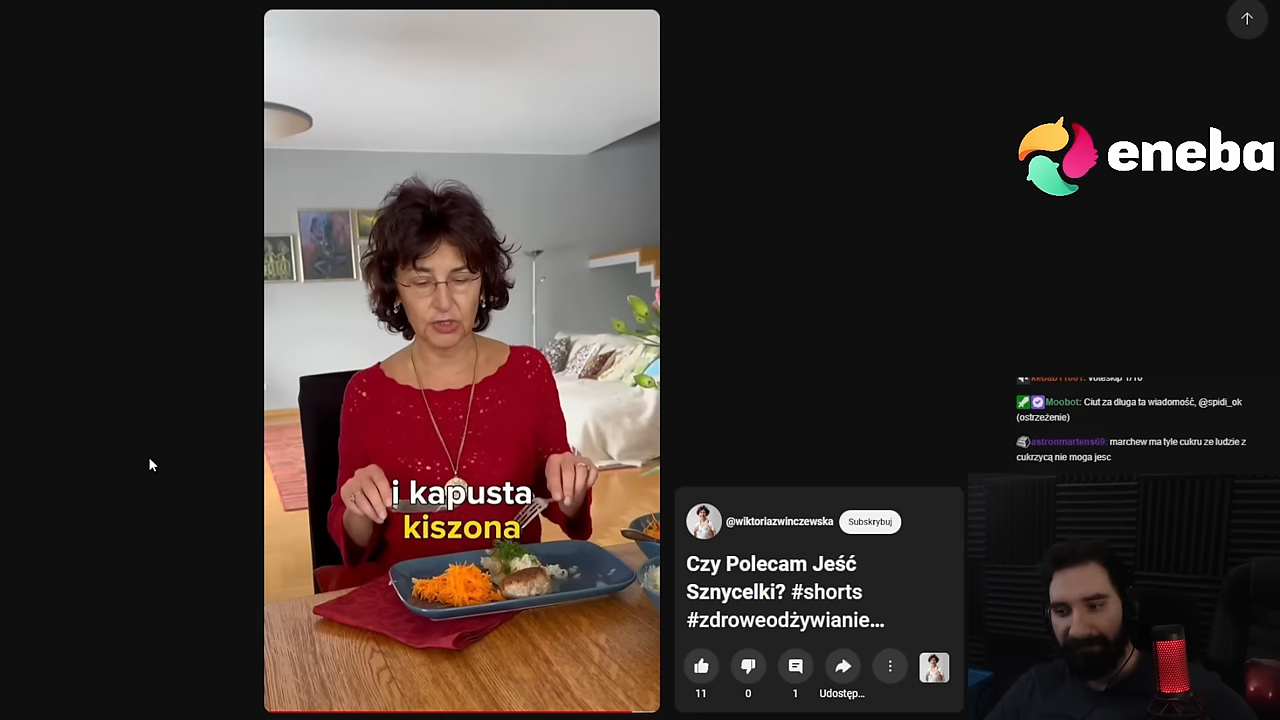 eneba
i kapusta
kiszona
Moobot: Ciut za długa ta wiadomość, @spidi_ok
(ostrzeżenie)
astronmartens69: marchew ma tyle cukru ze ludzie z
cukrzycą nie moga jesc
@wiktoriazwinczewska
Subskrybuj
Czy Polecam Jeść
Sznycelki? #shorts
#zdroweodżywianie...
11
0
1
Udostęp...